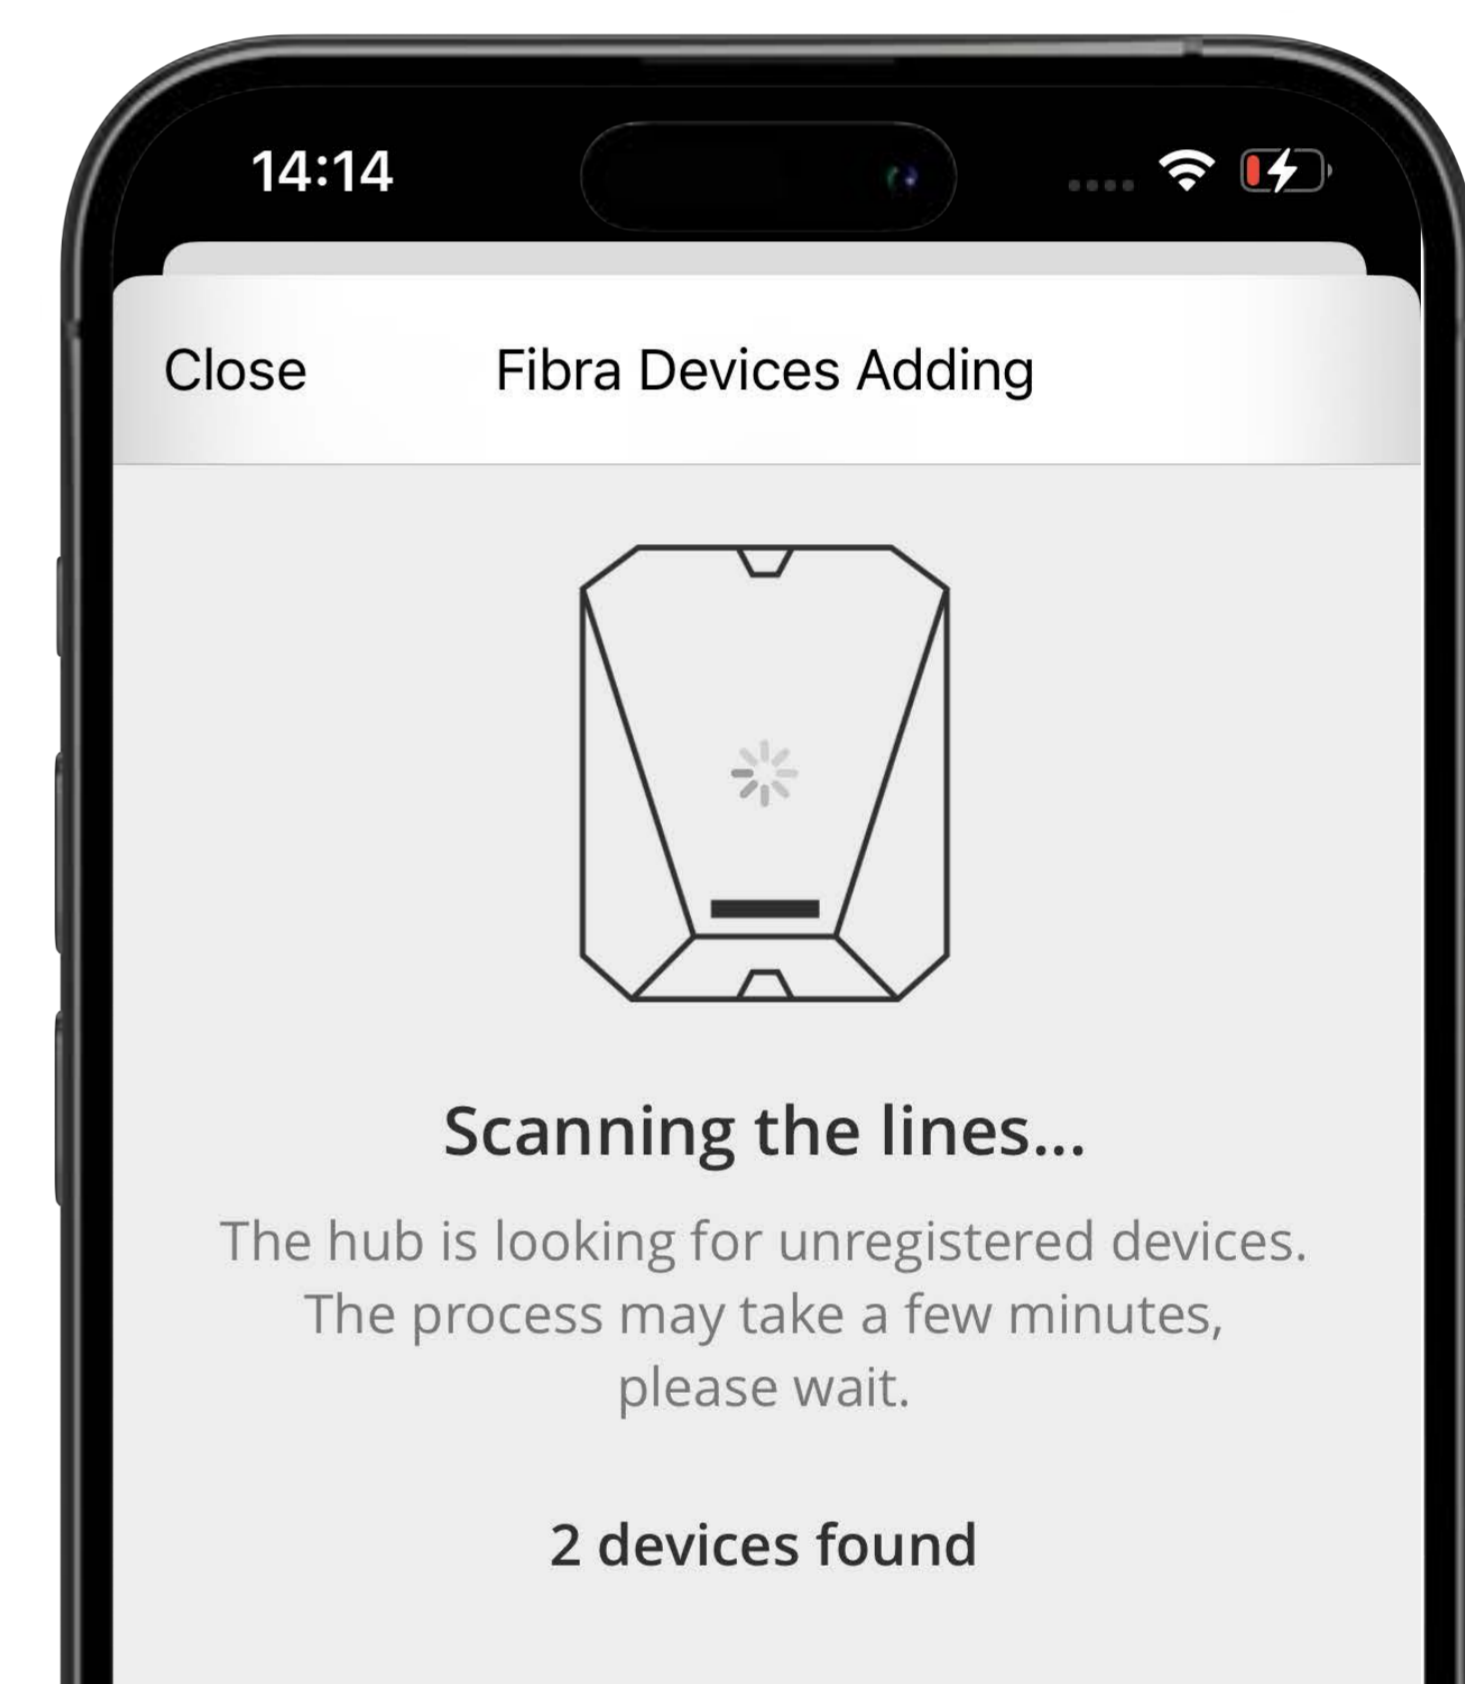 14:14
Close
Fibra Devices Adding
Scanning the lines...
The hub is looking for unregistered devices.
The process may take a few minutes,
please wait.
2 devices found